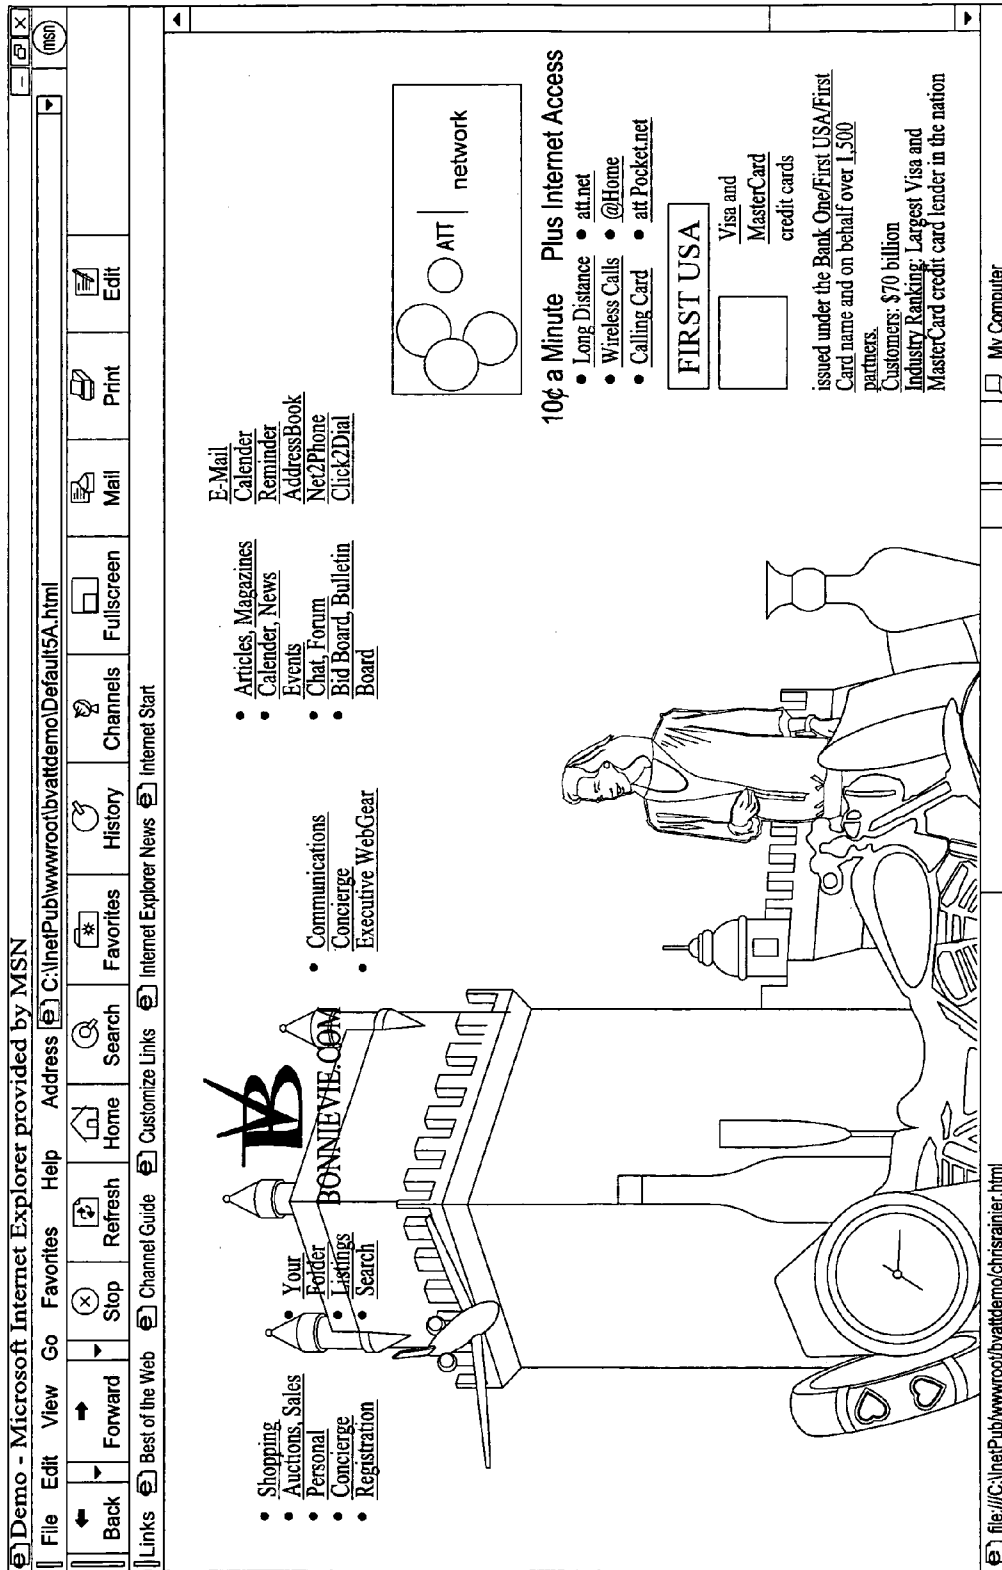 Demo - Microsoft Internet Explorer provided by MSN
File Edit View Go Favorites Help Address C:\InetPub\wwwroot\bvattdemo\Default5A.html
msn
Back Forward Stop Refresh Home Search Favorites History Channels Fullscreen Mail Print Edit
Links Best of the Web Channel Guide Customize Links Internet Explorer News Internet Start
• Shopping
• Auctions, Sales
• Personal
• Concierge
• Registration
• Your
Folder
• Listings
• Search
VB
BONNIEVIE.COM
• Communications
Concierge
• Executive WebGear
• Articles, Magazines
• Calender, News
Events
• Chat, Forum
• Bid Board, Bulletin
Board
E-Mail
Calender
Reminder
AddressBook
Net2Phone
Click2Dial
ATT network
10¢ a Minute Plus Internet Access
• Long Distance • att.net
• Wireless Calls • @Home
• Calling Card • att Pocket.net
FIRST USA
Visa and
MasterCard
credit cards
issued under the Bank One/First USA/First
Card name and on behalf over 1,500
partners.
Customers: $70 billion
Industry Ranking: Largest Visa and
MasterCard credit card lender in the nation
file:///C:\InetPub/wwwroot/bvattdemo/chrisrainier.html My Computer